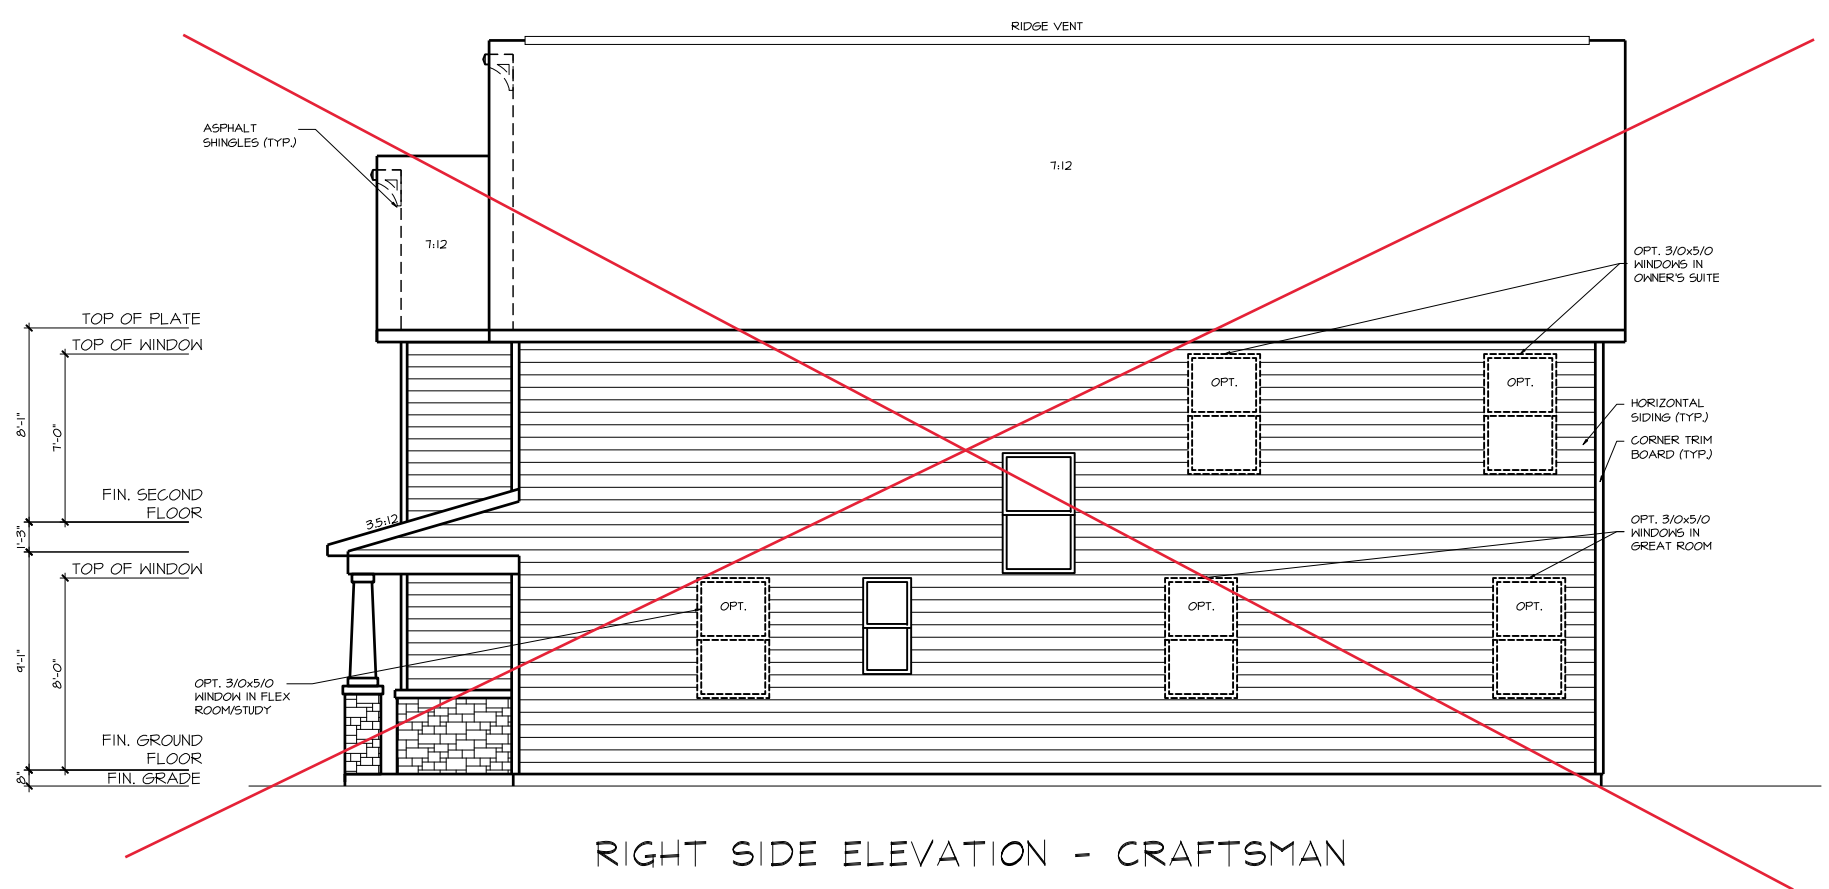 RIDGE VENT
ASPHALT
SHINGLES (TYP.)
7:12
7:12
OPT. 3/0x5/0
WINDOWS IN
OWNER'S SUITE
TOP OF PLATE
TOP OF WINDOW
OPT.
OPT.
HORIZONTAL
SIDING (TYP.)
CORNER TRIM
BOARD (TYP.)
8'-1"
7'-0"
FIN. SECOND
FLOOR
3.5:12
OPT. 3/0x5/0
WINDOWS IN
GREAT ROOM
1'-3"
TOP OF WINDOW
OPT.
OPT.
OPT.
9'-1"
8'-0"
OPT. 3/0x5/0
WINDOW IN FLEX
ROOM/STUDY
FIN. GROUND
FLOOR
8"
FIN. GRADE
RIGHT SIDE ELEVATION - CRAFTSMAN